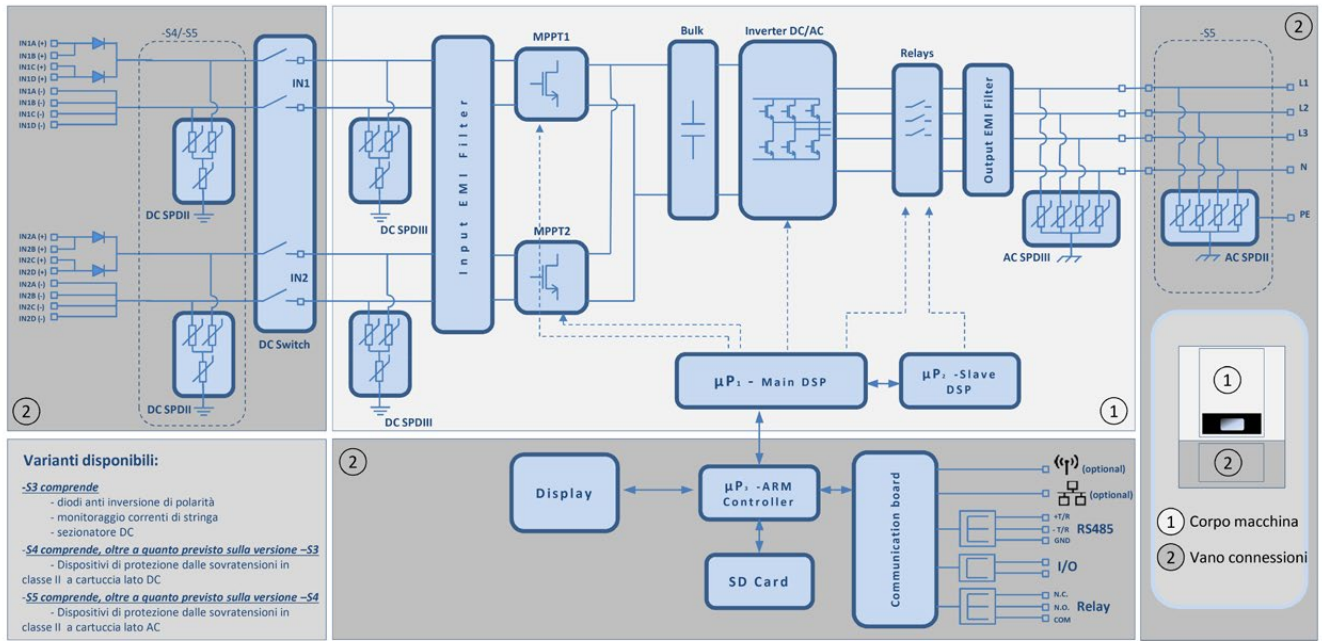 -S4/-S5
IN1A (+)
IN1B (+)
IN1C (+)
IN1D (+)
IN1A (-)
IN1B (-)
IN1C (-)
IN1D (-)
IN1
DC SPDII
IN2A (+)
IN2B (+)
IN2C (+)
IN2D (+)
IN2A (-)
IN2B (-)
IN2C (-)
IN2D (-)
IN2
DC Switch
DC SPDII
2
DC SPDIII
DC SPDIII
Input EMI Filter
MPPT1
MPPT2
Bulk
Inverter DC/AC
Relays
Output EMI Filter
AC SPDIII
µP₁ - Main DSP
µP₂ -Slave
DSP
1
2
-S5
L1
L2
L3
N
PE
AC SPDII
1
2
1 Corpo macchina
2 Vano connessioni
Varianti disponibili:
-S3 comprende
- diodi anti inversione di polarità
- monitoraggio correnti di stringa
- sezionatore DC
-S4 comprende, oltre a quanto previsto sulla versione –S3
- Dispositivi di protezione dalle sovratensioni in
classe II a cartuccia lato DC
-S5 comprende, oltre a quanto previsto sulla versione –S4
- Dispositivi di protezione dalle sovratensioni in
classe II a cartuccia lato AC
2
Display
µP₃ -ARM
Controller
SD Card
Communication board
(optional)
(optional)
+T/R
- T/R
GND
RS485
I/O
N.C.
N.O.
COM
Relay